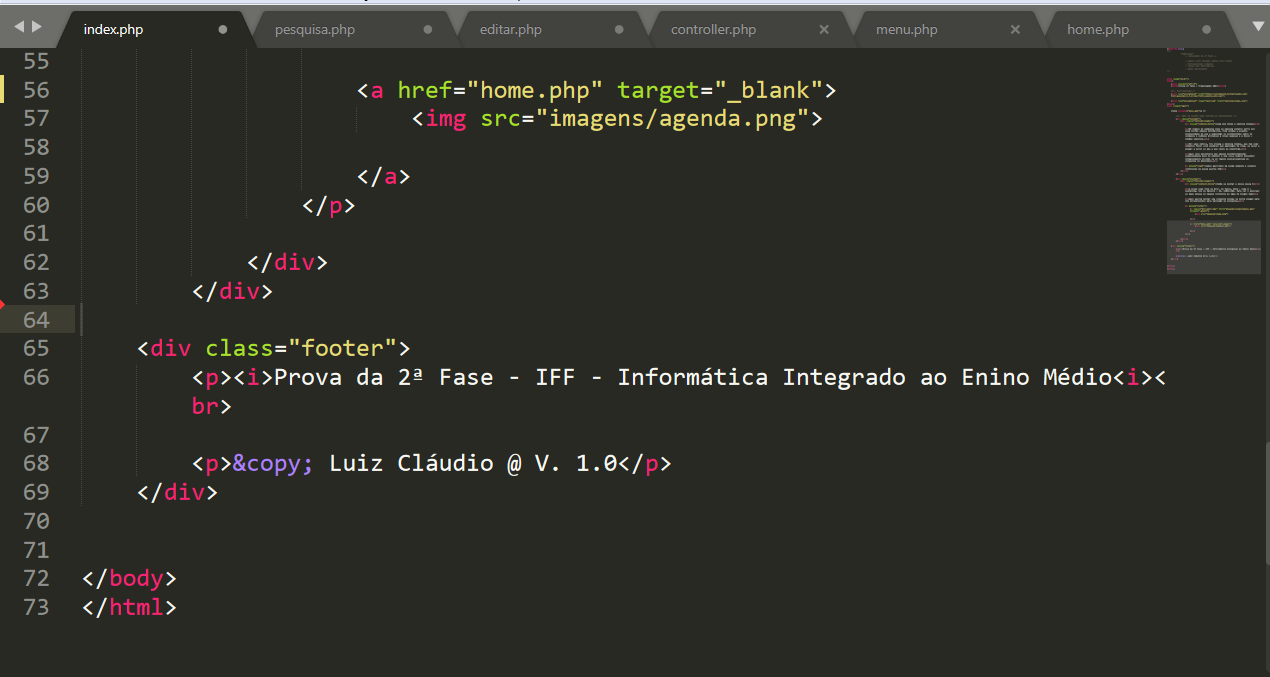 index.php pesquisa.php editar.php controller.php menu.php home.php
55
56 <a href="home.php" target="_blank">
57 <img src="imagens/agenda.png">
58
59 </a>
60 </p>
61
62 </div>
63 </div>
64
65 <div class="footer">
66 <p><i>Prova da 2ª Fase - IFF - Informática Integrado ao Enino Médio<i><
br>
67
68 <p>&copy; Luiz Cláudio @ V. 1.0</p>
69 </div>
70
71
72 </body>
73 </html>